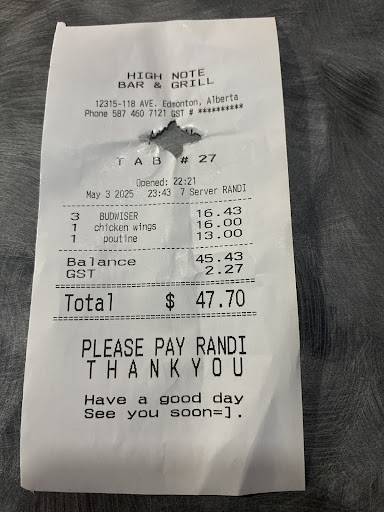 HIGH NOTE
BAR & GRILL
12315-118 AVE. Edmonton, Alberta
Phone 587 460 7121 GST # **********
TAB # 27
Opened: 22:21
May 3 2025 23:43 7 Server RANDI
3 BUDWISER 16.43
1 chicken wings 16.00
1 poutine 13.00
Balance 45.43
GST 2.27
Total $ 47.70
PLEASE PAY RANDI
THANKYOU
Have a good day
See you soon=].